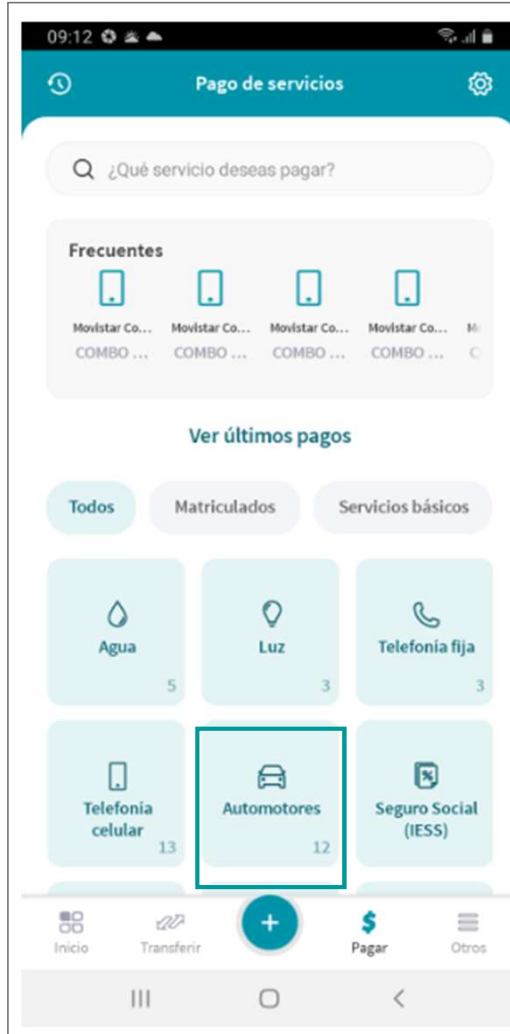 09:12
Pago de servicios
¿Qué servicio deseas pagar?
Frecuentes
Movistar Co... Movistar Co... Movistar Co... Movistar Co...
COMBO ... COMBO ... COMBO ... COMBO ...
Ver últimos pagos
Todos Matriculados Servicios básicos
Agua Luz Telefonía fija
5 3 3
Telefonía celular
13
Automotores
12
Seguro Social
(IESS)
Inicio Transferir Pagar Otros